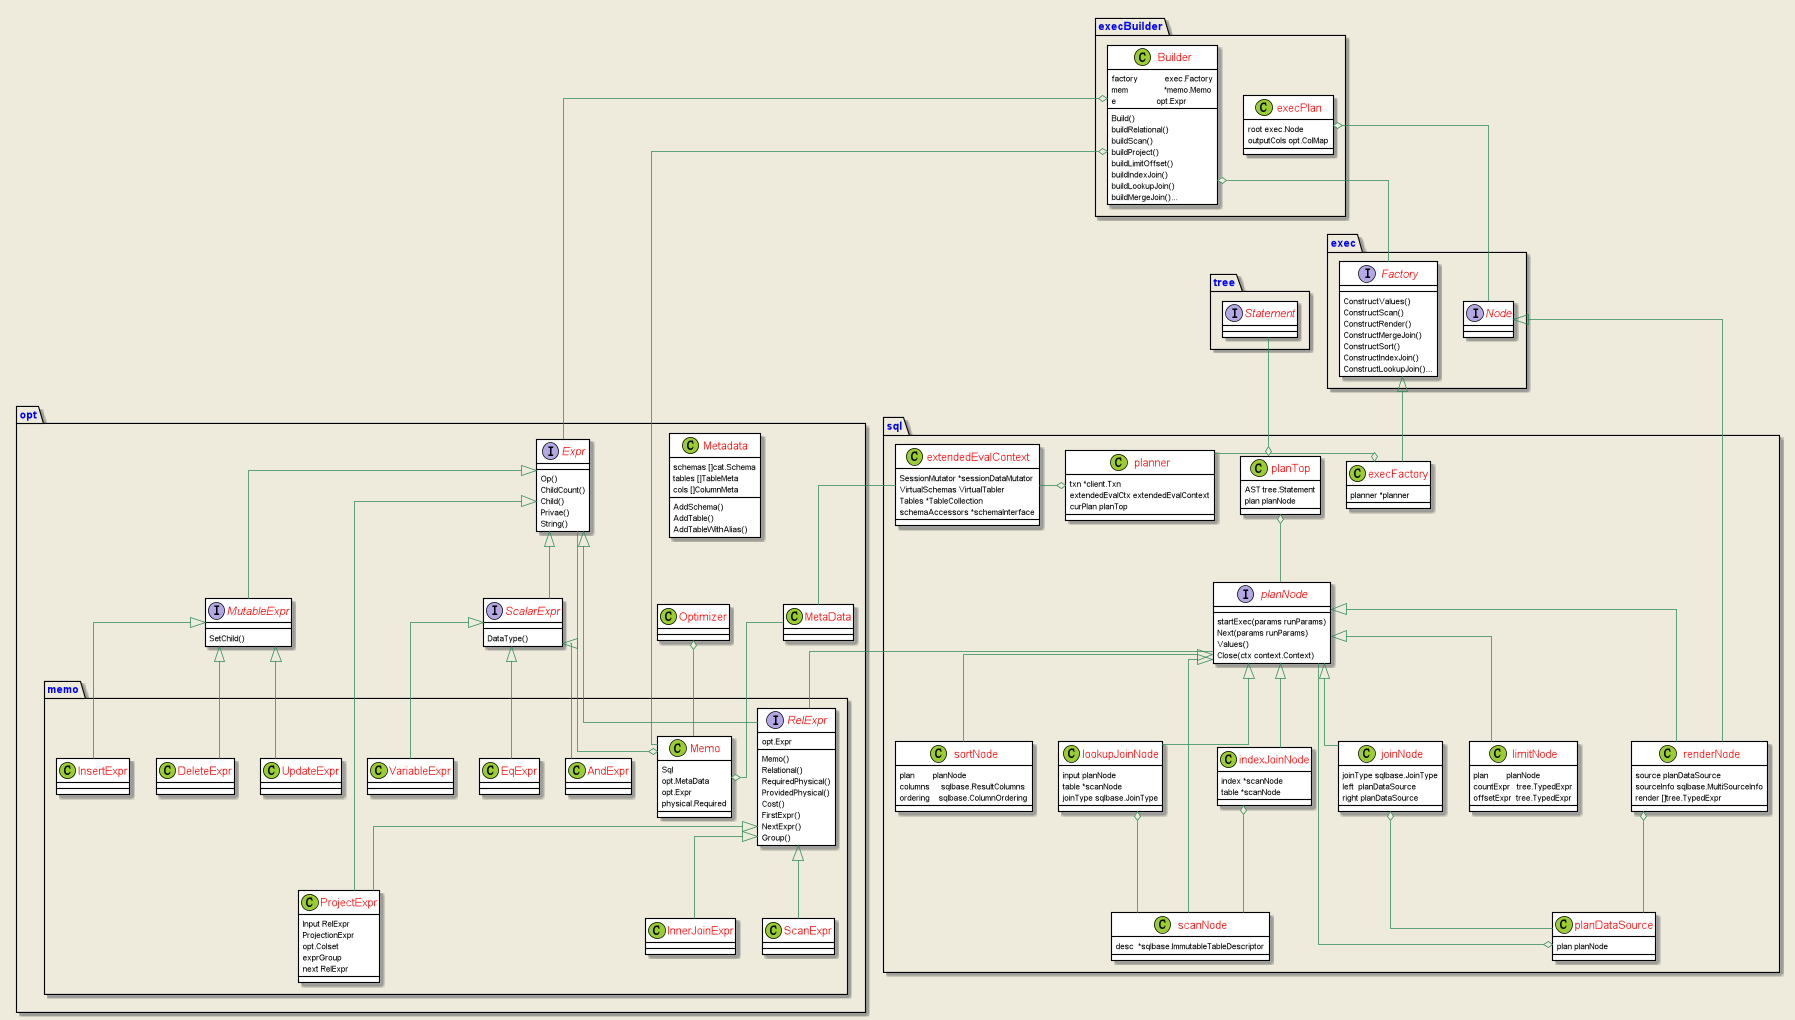 execBuilder
C Builder
factory exec.Factory
mem *memo.Memo
e opt.Expr
Build()
buildRelational()
buildScan()
buildProject()
buildLimitOffset()
buildIndexJoin()
buildLookupJoin()
buildMergeJoin()...
C execPlan
root exec.Node
outputCols opt.ColMap
exec
I Factory
ConstructValues()
ConstructScan()
ConstructRender()
ConstructMergeJoin()
ConstructSort()
ConstructIndexJoin()
ConstructLookupJoin()...
I Node
tree
I Statement
opt
I Expr
Op()
ChildCount()
Child()
Privae()
String()
C Metadata
schemas []cat.Schema
tables []TableMeta
cols []ColumnMeta
AddSchema()
AddTable()
AddTableWithAlias()
I MutableExpr
SetChild()
I ScalarExpr
DataType()
C Optimizer
C MetaData
memo
C InsertExpr
C DeleteExpr
C UpdateExpr
C VariableExpr
C EqExpr
C AndExpr
C Memo
Sql
opt.MetaData
opt.Expr
physical.Required
I RelExpr
opt.Expr
Memo()
Relational()
RequiredPhysical()
ProvidedPhysical()
Cost()
FirstExpr()
NextExpr()
Group()
C ProjectExpr
Input RelExpr
ProjectionExpr
opt.Colset
exprGroup
next RelExpr
C InnerJoinExpr
C ScanExpr
sql
C extendedEvalContext
SessionMutator *sessionDataMutator
VirtualSchemas VirtualTabler
Tables *TableCollection
schemaAccessors *schemaInterface
C planner
txn *client.Txn
extendedEvalCtx extendedEvalContext
curPlan planTop
C planTop
AST tree.Statement
plan planNode
C execFactory
planner *planner
I planNode
startExec(params runParams)
Next(params runParams)
Values()
Close(ctx context.Context)
C sortNode
plan planNode
columns sqlbase.ResultColumns
ordering sqlbase.ColumnOrdering
C lookupJoinNode
input planNode
table *scanNode
joinType sqlbase.JoinType
C indexJoinNode
index *scanNode
table *scanNode
C joinNode
joinType sqlbase.JoinType
left planDataSource
right planDataSource
C limitNode
plan planNode
countExpr tree.TypedExpr
offsetExpr tree.TypedExpr
C renderNode
source planDataSource
sourceInfo sqlbase.MultiSourceInfo
render []tree.TypedExpr
C scanNode
desc *sqlbase.ImmutableTableDescriptor
C planDataSource
plan planNode